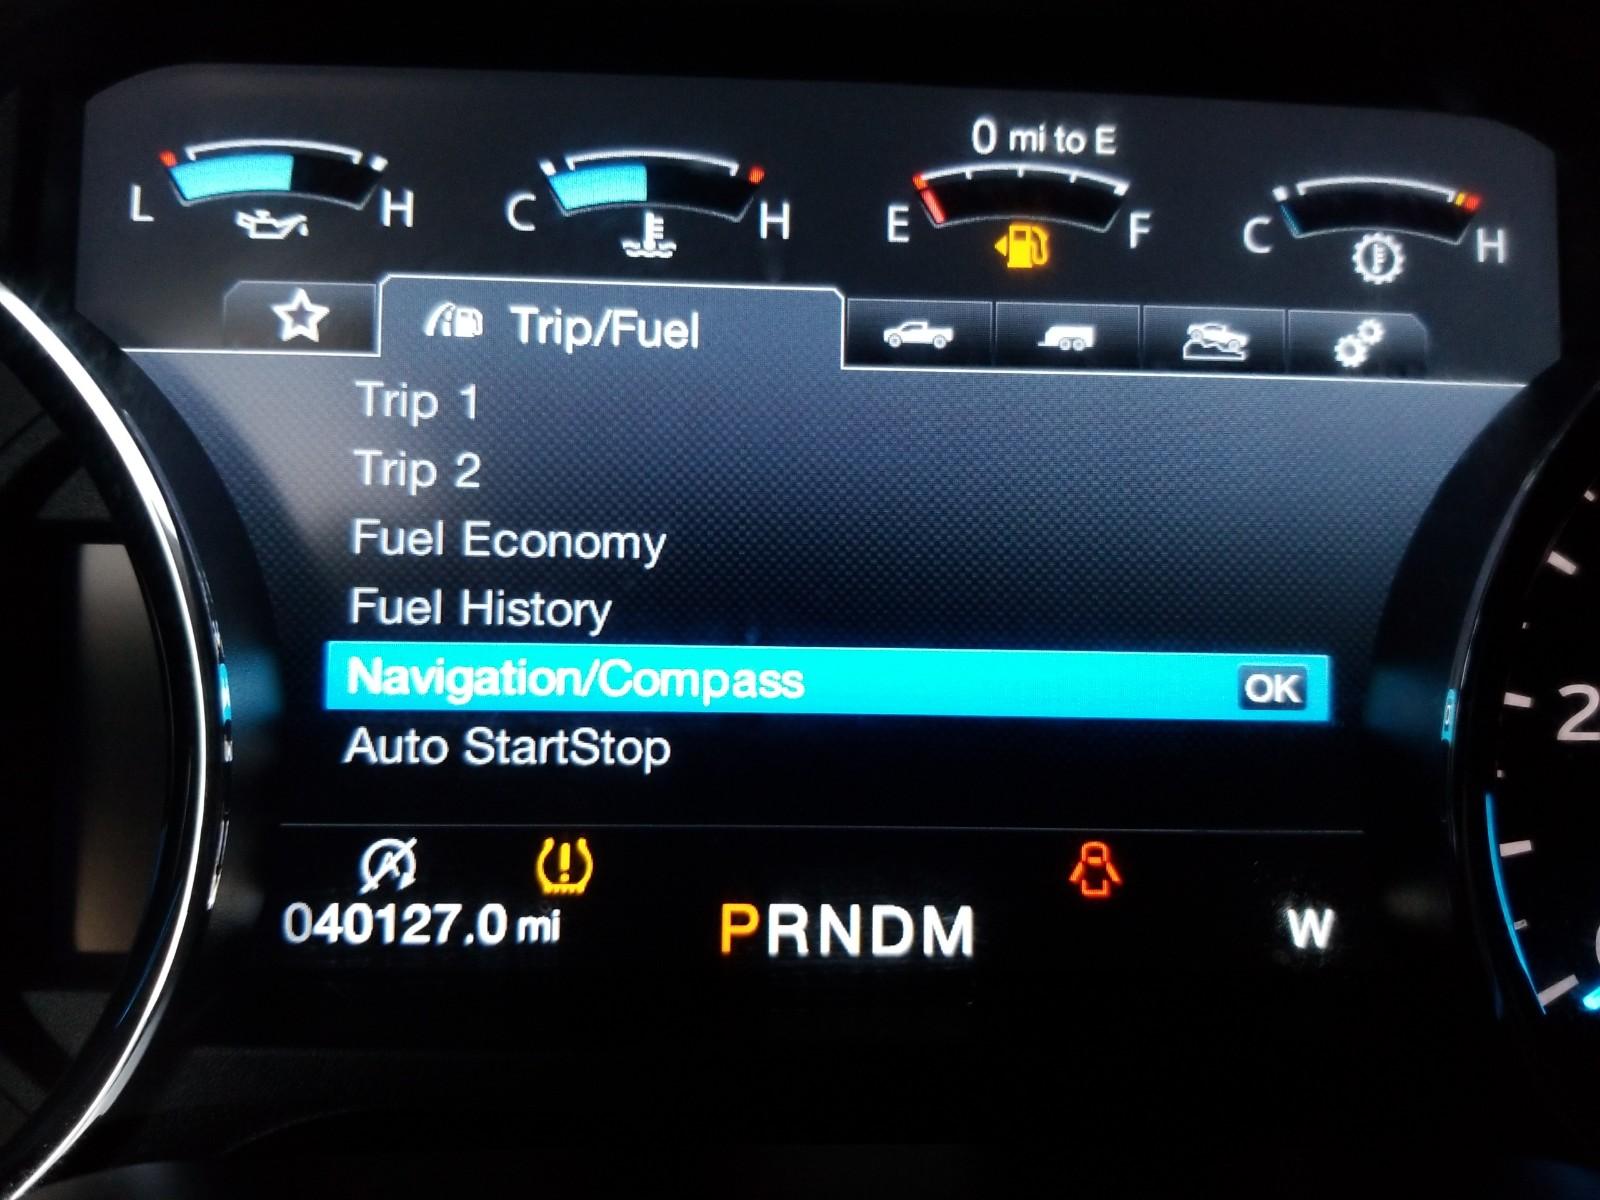 0 mi to E
L H C H E F C H
Trip/Fuel
Trip 1
Trip 2
Fuel Economy
Fuel History
Navigation/Compass OK
Auto StartStop
A
040127.0 mi PRNDM W
2